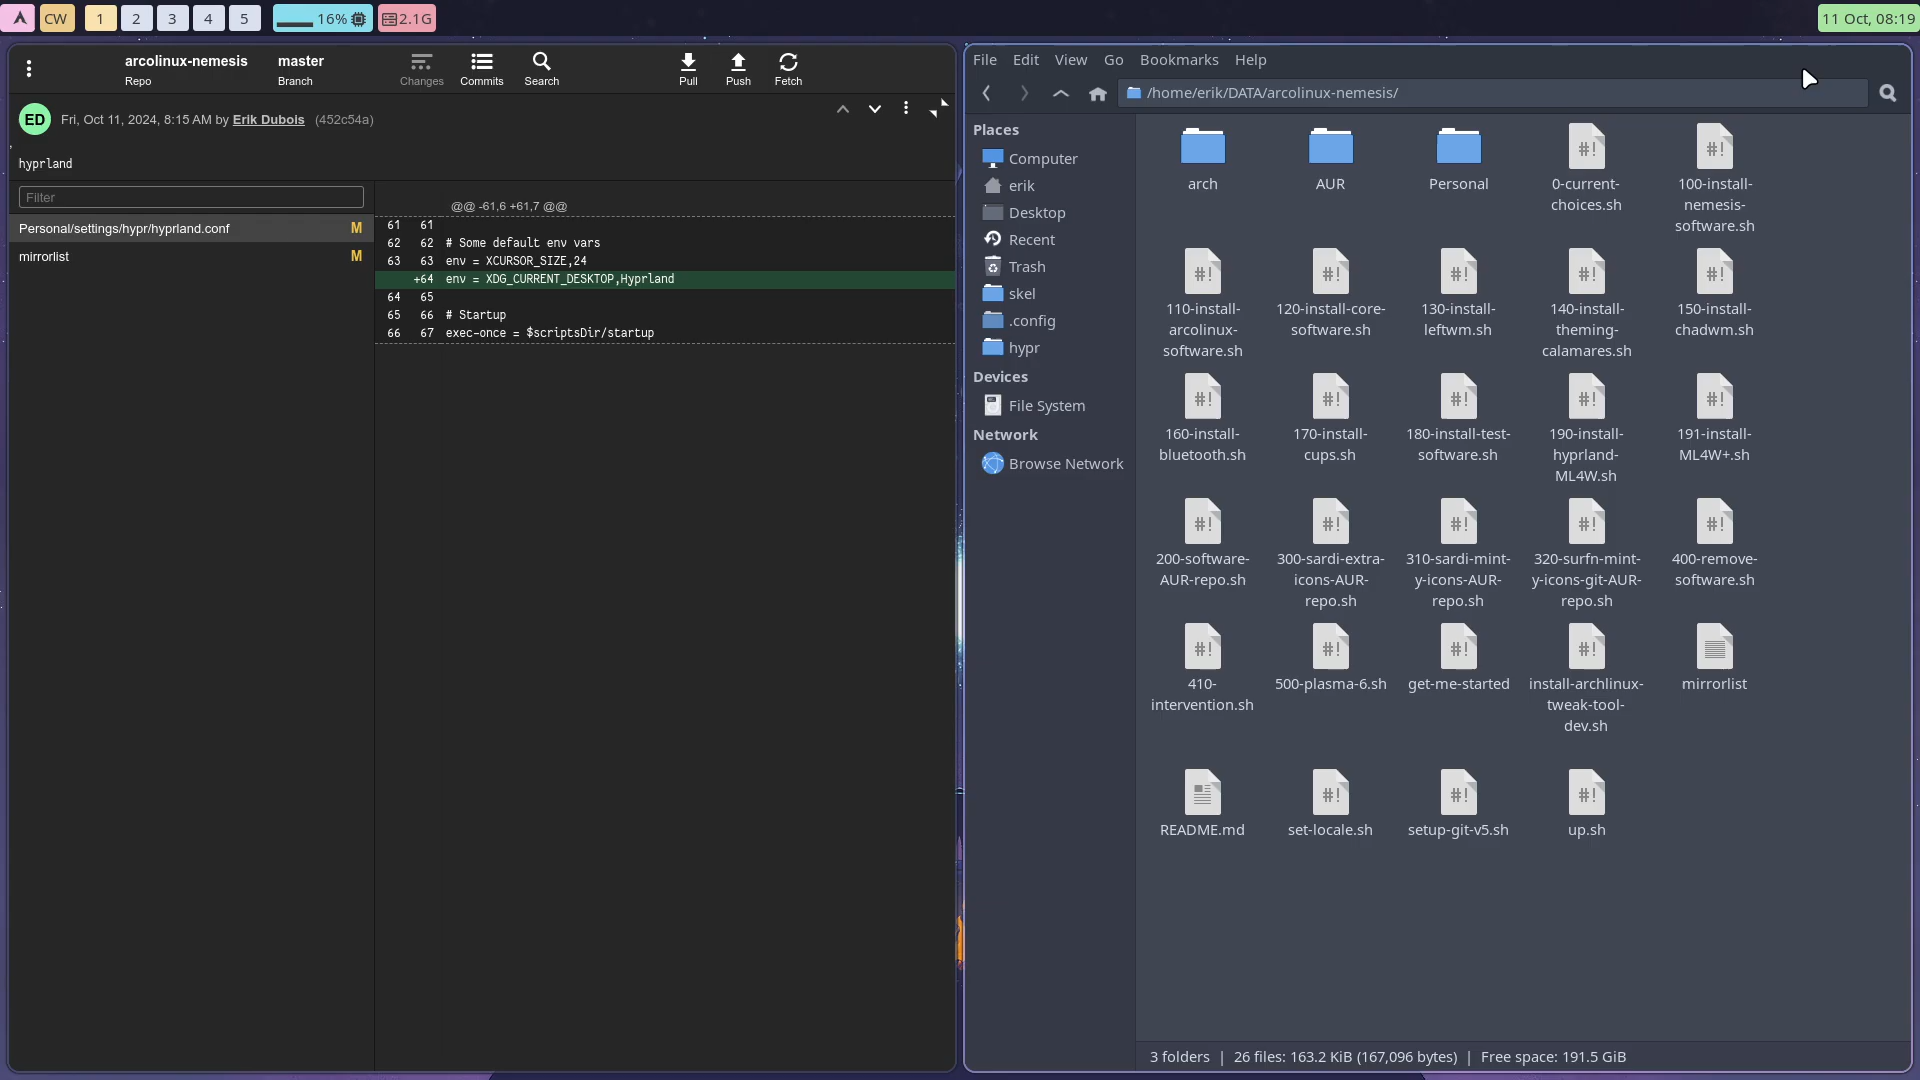 CW 1 2 3 4 5 16% 2.1G 11 Oct, 08:19
arcolinux-nemesis master
Repo Branch Changes Commits Search Pull Push Fetch
ED Fri, Oct 11, 2024, 8:15 AM by Erik Dubois (452c54a)
hyprland
Filter
Personal/settings/hypr/hyprland.conf M
mirrorlist M
@@ -61,6 +61,7 @@
61 61
62 62 # Some default env vars
63 63 env = XCURSOR_SIZE,24
+64 env = XDG_CURRENT_DESKTOP,Hyprland
64 65
65 66 # Startup
66 67 exec-once = $scriptsDir/startup
File Edit View Go Bookmarks Help
/home/erik/DATA/arcolinux-nemesis/
Places
Computer
erik
Desktop
Recent
Trash
skel
.config
hypr
Devices
File System
Network
Browse Network
arch
AUR
Personal
0-current-
choices.sh
100-install-
nemesis-
software.sh
110-install-
arcolinux-
software.sh
120-install-core-
software.sh
130-install-
leftwm.sh
140-install-
theming-
calamares.sh
150-install-
chadwm.sh
160-install-
bluetooth.sh
170-install-
cups.sh
180-install-test-
software.sh
190-install-
hyprland-
ML4W.sh
191-install-
ML4W+.sh
200-software-
AUR-repo.sh
300-sardi-extra-
icons-AUR-
repo.sh
310-sardi-mint-
y-icons-AUR-
repo.sh
320-surfn-mint-
y-icons-git-AUR-
repo.sh
400-remove-
software.sh
410-
intervention.sh
500-plasma-6.sh
get-me-started
install-archlinux-
tweak-tool-
dev.sh
mirrorlist
README.md
set-locale.sh
setup-git-v5.sh
up.sh
3 folders | 26 files: 163.2 KiB (167,096 bytes) | Free space: 191.5 GiB